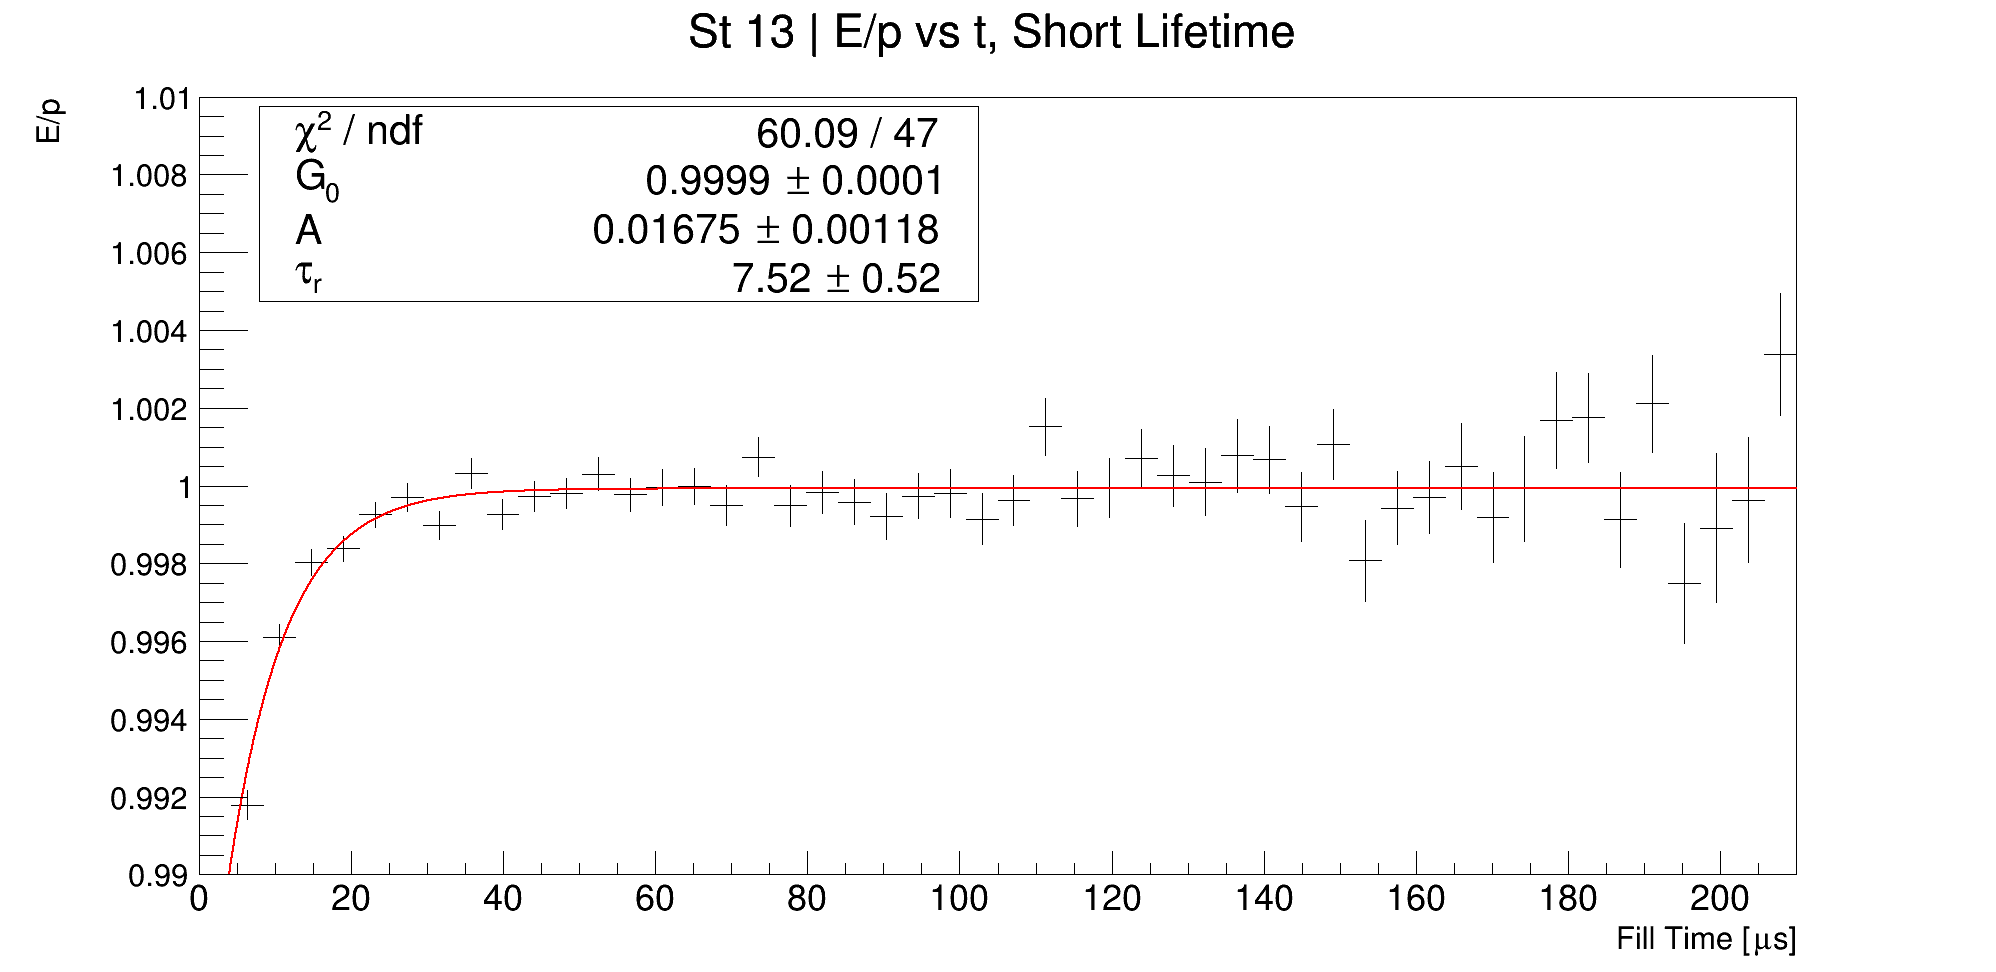 St 13 | E/p vs t, Short Lifetime
E/p
χ² / ndf 60.09 / 47
G₀ 0.9999 ± 0.0001
A 0.01675 ± 0.00118
τᵣ 7.52 ± 0.52
1.01
1.008
1.006
1.004
1.002
1
0.998
0.996
0.994
0.992
0.99
0 20 40 60 80 100 120 140 160 180 200
Fill Time [μs]